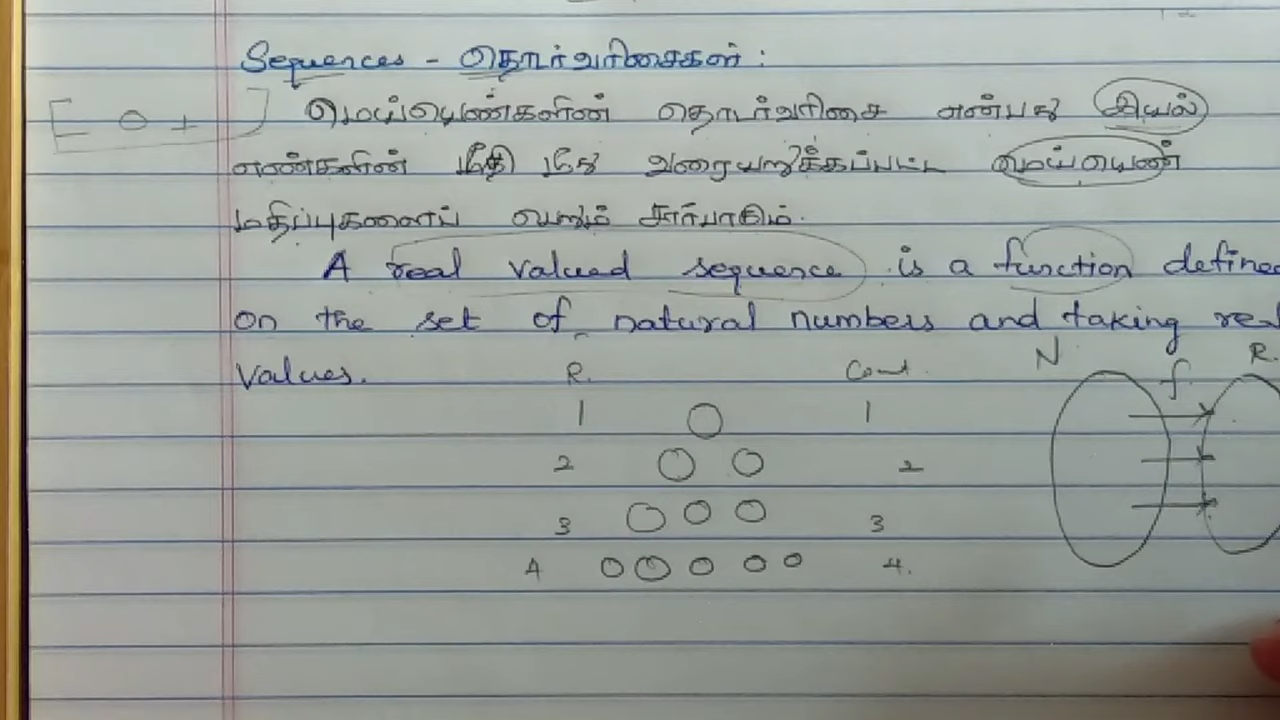 Sequences - தொடர்வரிசைகள் :
மெய்யெண்களின் தொடர்வரிசை என்பது இயல்
எண்களின் மீது வரையறுக்கப்பட்ட மெய்யெண்
மதிப்புகளைப் பெறும் சார்பாகும்.
A real valued sequence is a function define
on the set of natural numbers and taking real
values.
R. Count. N f R.
1 1
2 2
3 3
4 4.